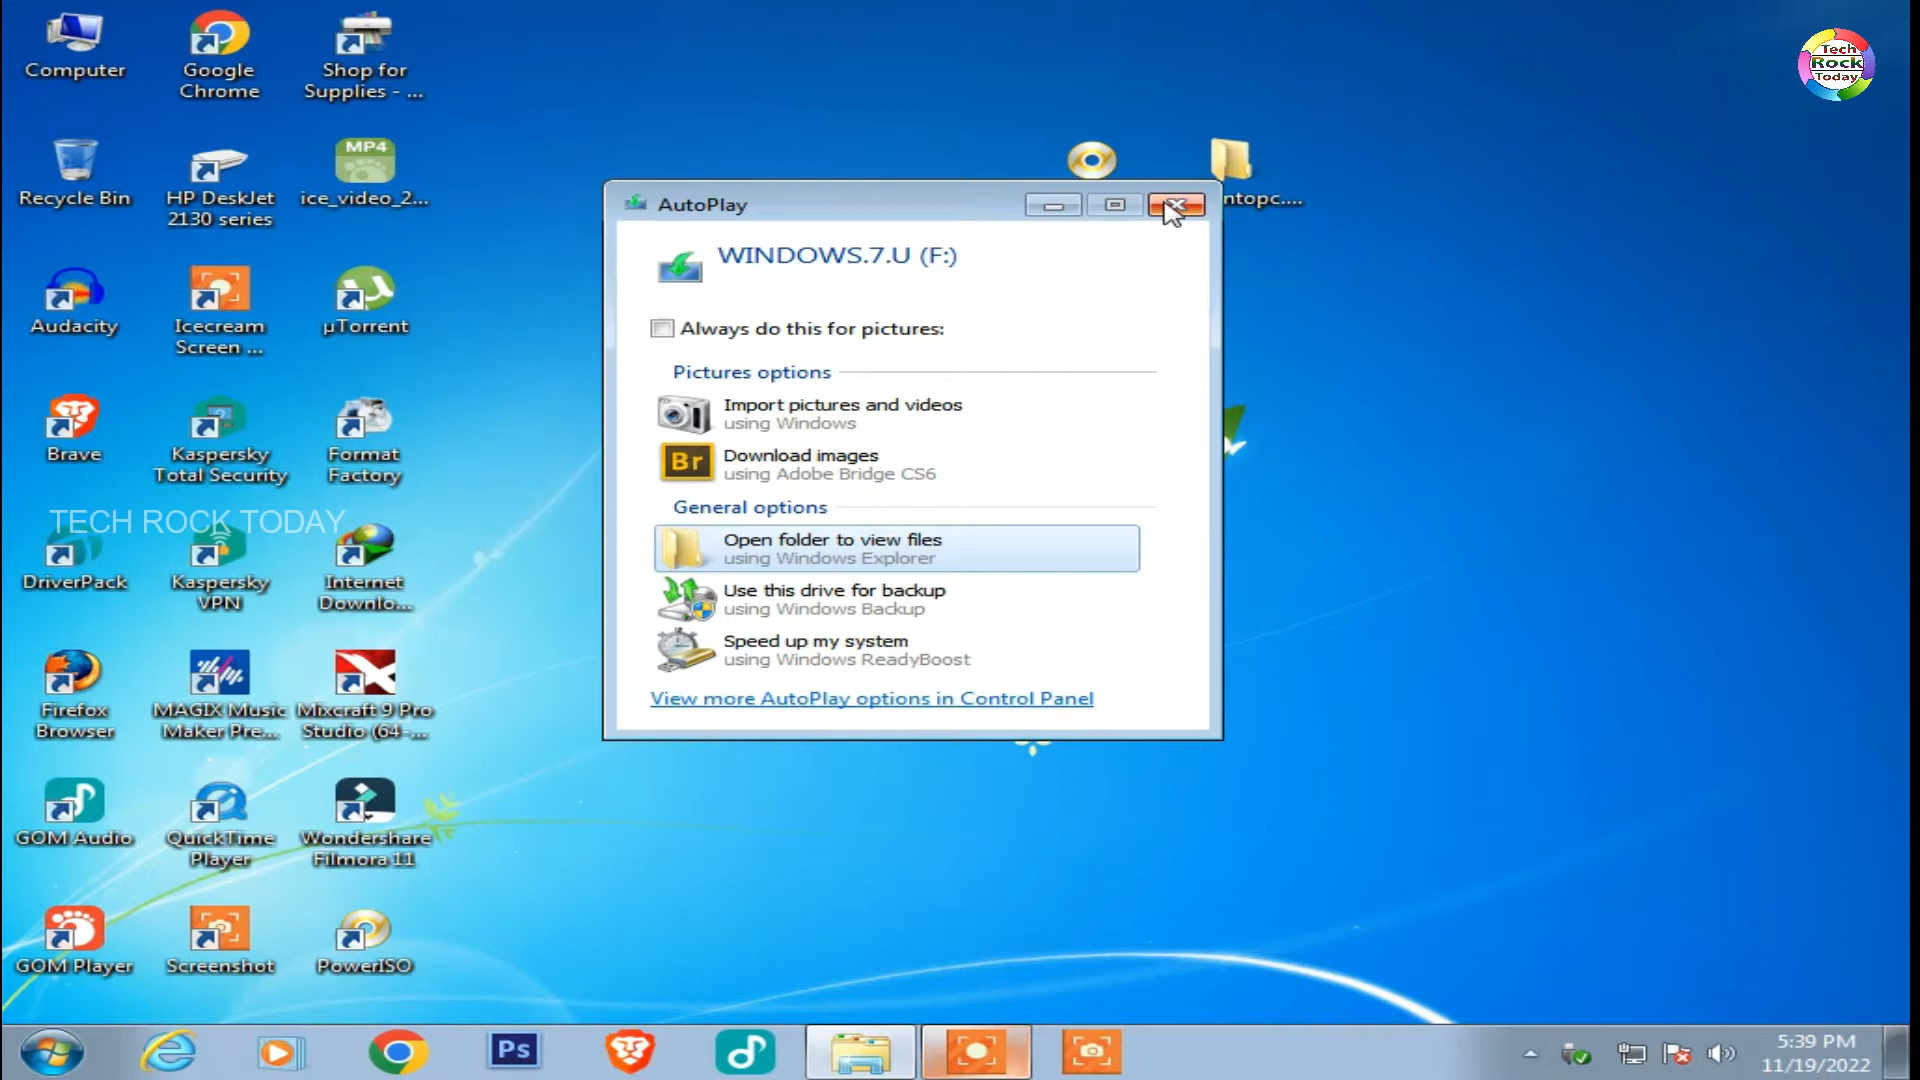 Computer
Google
Chrome
Shop for
Supplies - ...
Tech
Rock
Today
Recycle Bin
HP DeskJet
2130 series
MP4
ice_video_2...
ntopc....
AutoPlay
WINDOWS.7.U (F:)
Always do this for pictures:
Pictures options
Import pictures and videos
using Windows
Br
Download images
using Adobe Bridge CS6
General options
Open folder to view files
using Windows Explorer
Use this drive for backup
using Windows Backup
Speed up my system
using Windows ReadyBoost
View more AutoPlay options in Control Panel
Audacity
Icecream
Screen ...
µTorrent
Brave
Kaspersky
Total Security
Format
Factory
TECH ROCK TODAY
DriverPack
Kaspersky
VPN
Internet
Downlo...
Firefox
Browser
MAGIX Music
Maker Pre...
Mixcraft 9 Pro
Studio (64-...
GOM Audio
QuickTime
Player
Wondershare
Filmora 11
GOM Player
Screenshot
PowerISO
Ps
5:39 PM
11/19/2022